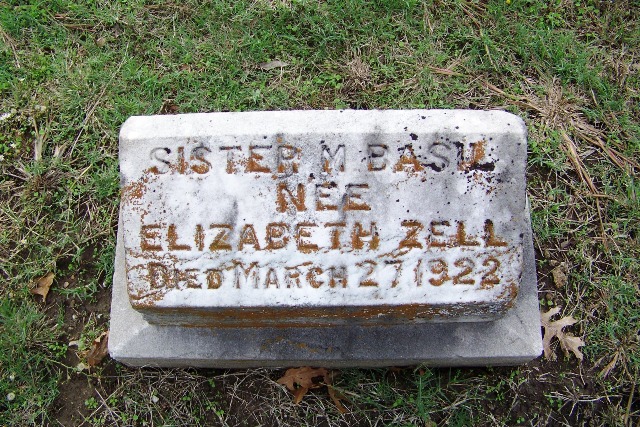 SISTER M BASIL
NEE
ELIZABETH ZELL
DIED MARCH 27 1922